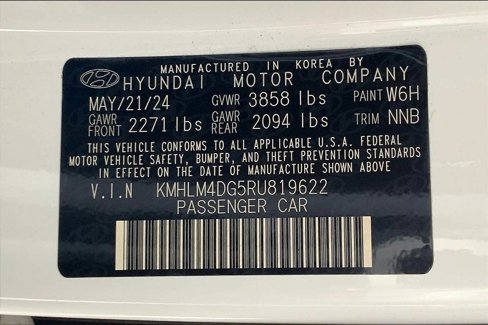 MANUFACTURED IN KOREA BY
HYUNDAI MOTOR COMPANY
MAY/21/24 GVWR 3858 lbs PAINT W6H
GAWR FRONT 2271 lbs GAWR REAR 2094 lbs TRIM NNB
THIS VEHICLE CONFORMS TO ALL APPLICABLE U.S.A. FEDERAL
MOTOR VEHICLE SAFETY, BUMPER, AND THEFT PREVENTION STANDARDS
IN EFFECT ON THE DATE OF MANUFACTURE SHOWN ABOVE
V.I.N KMHLM4DG5RU819622
PASSENGER CAR